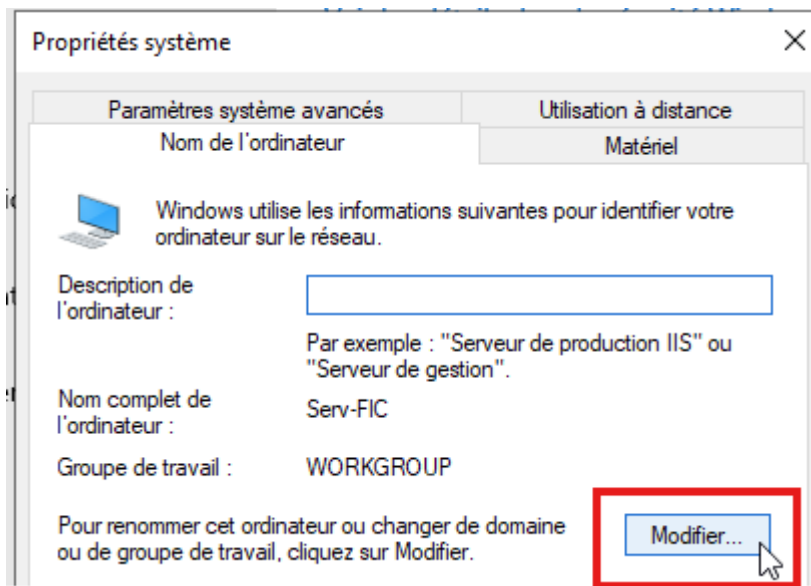 Propriétés système
Paramètres système avancés
Utilisation à distance
Nom de l'ordinateur
Matériel
Windows utilise les informations suivantes pour identifier votre
ordinateur sur le réseau.
Description de
l'ordinateur :
Par exemple : "Serveur de production IIS" ou
"Serveur de gestion".
Nom complet de
l'ordinateur :
Serv-FIC
Groupe de travail :
WORKGROUP
Pour renommer cet ordinateur ou changer de domaine
ou de groupe de travail, cliquez sur Modifier.
Modifier...